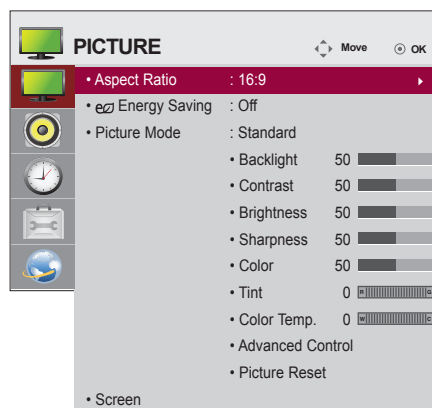 PICTURE Move OK
• Aspect Ratio : 16:9
• Energy Saving : Off
• Picture Mode : Standard
• Backlight 50
• Contrast 50
• Brightness 50
• Sharpness 50
• Color 50
• Tint 0 R G
• Color Temp. 0 W C
• Advanced Control
• Picture Reset
• Screen